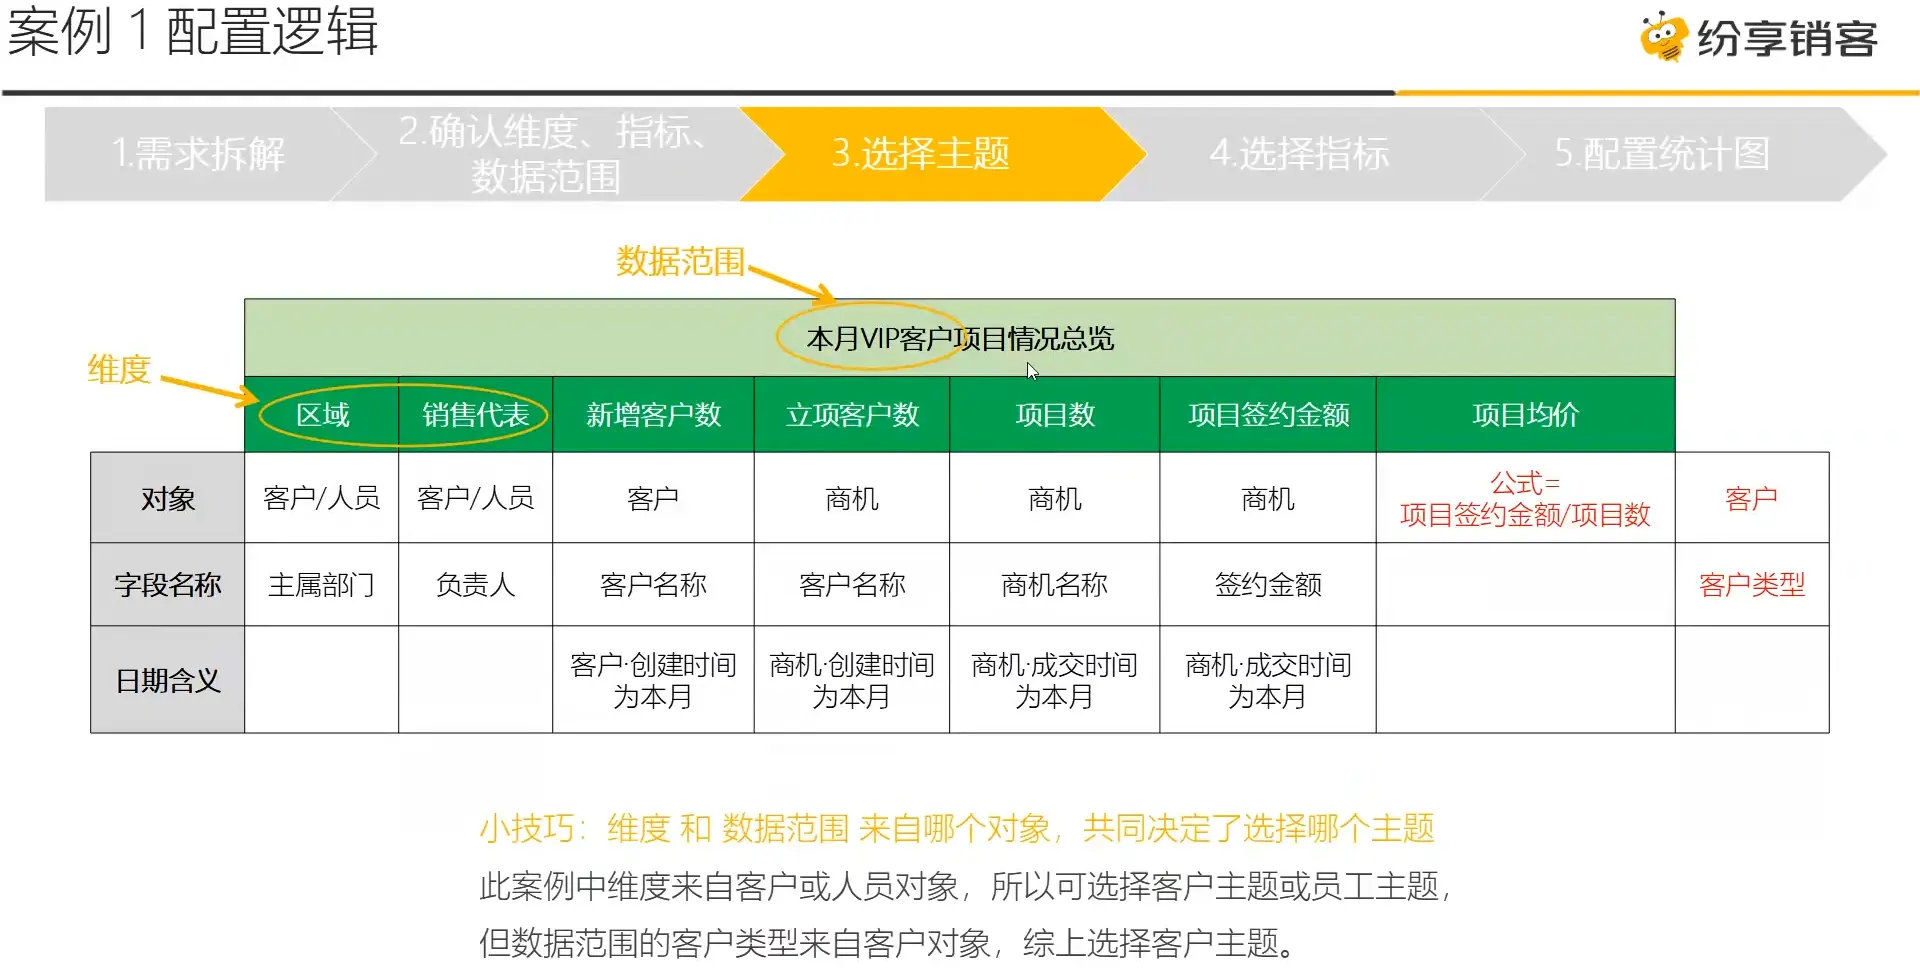 案例 1 配置逻辑
纷享销客
1.需求拆解
2.确认维度、指标、
数据范围
3.选择主题
4.选择指标
5.配置统计图
数据范围
维度
本月VIP客户项目情况总览
区域
销售代表
新增客户数
立项客户数
项目数
项目签约金额
项目均价
对象
客户/人员
客户/人员
客户
商机
商机
商机
公式=
项目签约金额/项目数
客户
字段名称
主属部门
负责人
客户名称
客户名称
商机名称
签约金额
客户类型
日期含义
客户·创建时间
为本月
商机·创建时间
为本月
商机·成交时间
为本月
商机·成交时间
为本月
小技巧：维度 和 数据范围 来自哪个对象，共同决定了选择哪个主题
此案例中维度来自客户或人员对象，所以可选择客户主题或员工主题，
但数据范围的客户类型来自客户对象，综上选择客户主题。